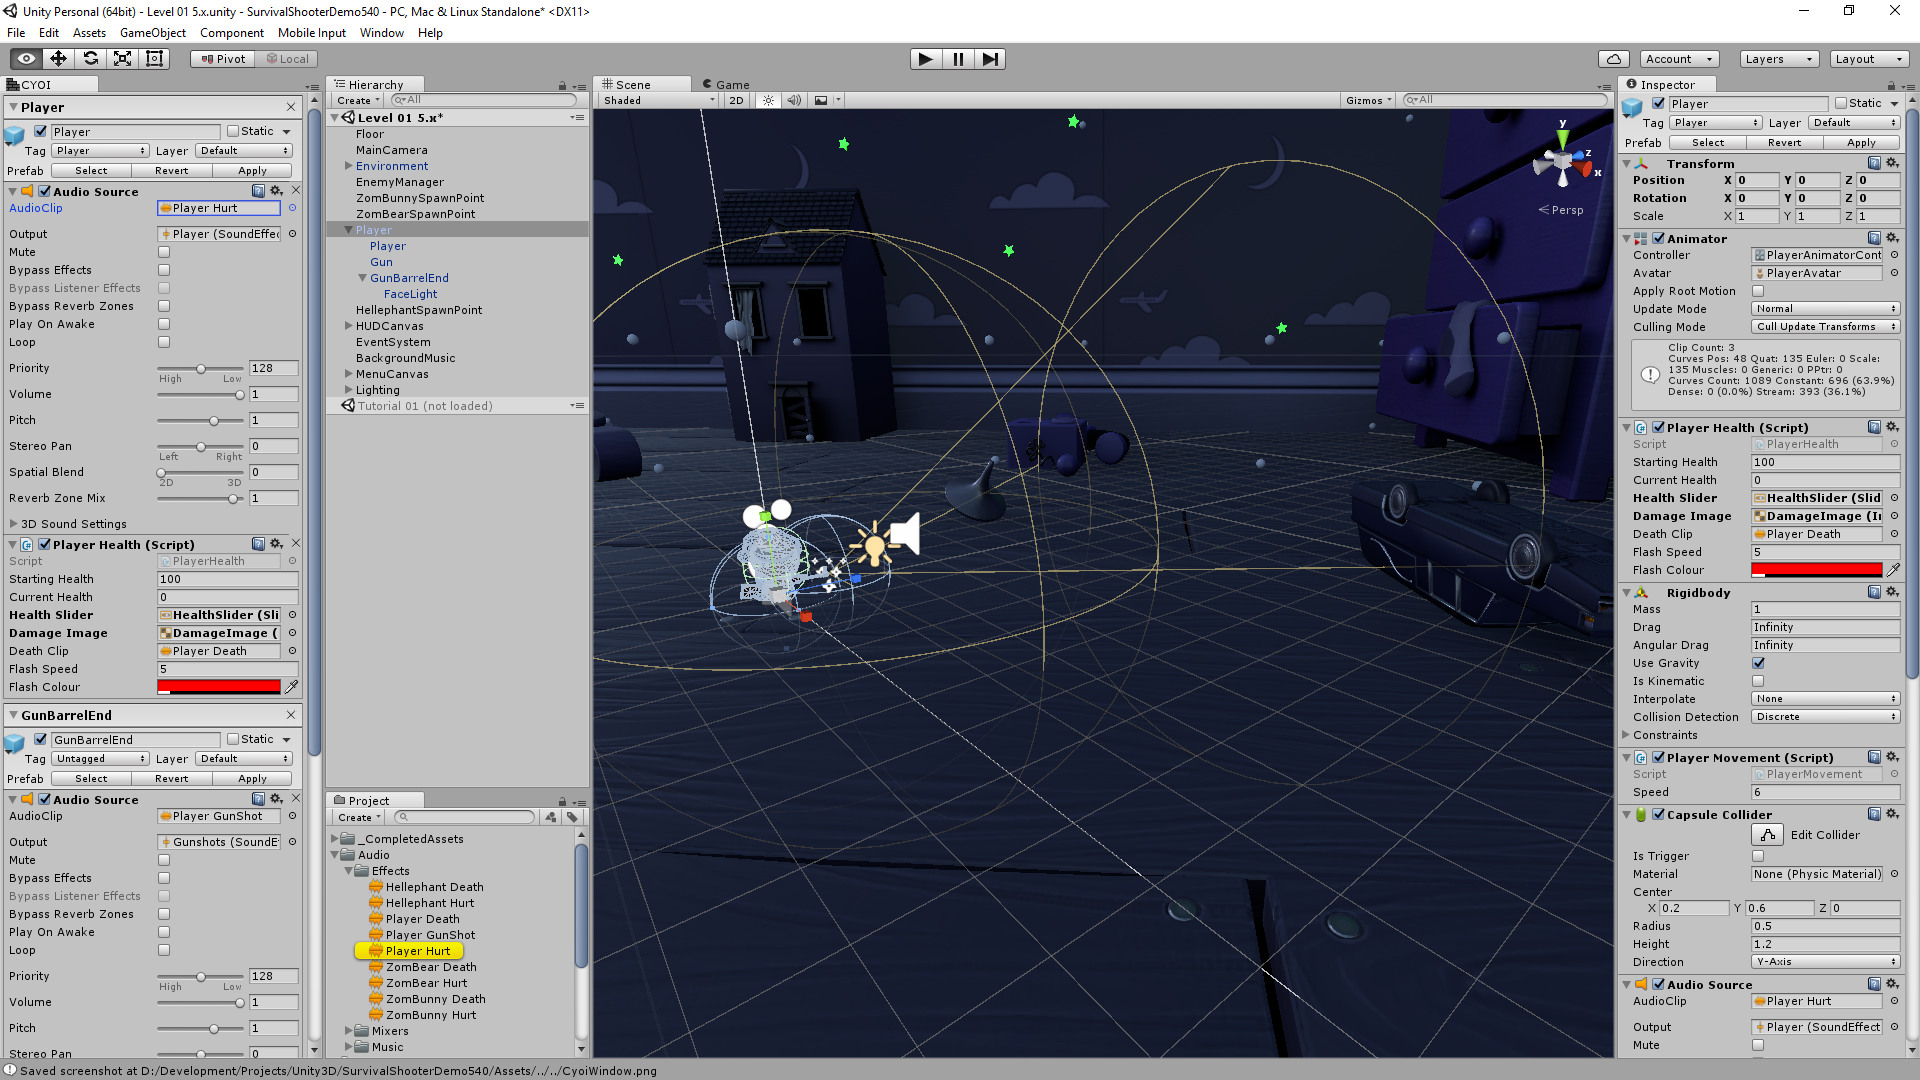 Unity Personal (64bit) - Level 01 5.x.unity - SurvivalShooterDemo540 - PC, Mac & Linux Standalone* <DX11>
File Edit Assets GameObject Component Mobile Input Window Help
Pivot Local Account Layers Layout
CYOI
Player
Player Static
Tag Player Layer Default
Prefab Select Revert Apply
Audio Source
AudioClip Player Hurt
Output Player (SoundEffec
Mute
Bypass Effects
Bypass Listener Effects
Bypass Reverb Zones
Play On Awake
Loop
Priority 128
High Low
Volume 1
Pitch 1
Stereo Pan 0
Left Right
Spatial Blend 0
2D 3D
Reverb Zone Mix 1
3D Sound Settings
Player Health (Script)
Script PlayerHealth
Starting Health 100
Current Health 0
Health Slider HealthSlider (Sli
Damage Image DamageImage (
Death Clip Player Death
Flash Speed 5
Flash Colour
GunBarrelEnd
GunBarrelEnd Static
Tag Untagged Layer Default
Prefab Select Revert Apply
Audio Source
AudioClip Player GunShot
Output Gunshots (SoundE
Mute
Bypass Effects
Bypass Listener Effects
Bypass Reverb Zones
Play On Awake
Loop
Priority 128
High Low
Volume 1
Pitch 1
Stereo Pan 0
Hierarchy
Create All
Level 01 5.x*
Floor
MainCamera
Environment
EnemyManager
ZomBunnySpawnPoint
ZomBearSpawnPoint
Player
Player
Gun
GunBarrelEnd
FaceLight
HellephantSpawnPoint
HUDCanvas
EventSystem
BackgroundMusic
MenuCanvas
Lighting
Tutorial 01 (not loaded)
Project
Create
_CompletedAssets
Audio
Effects
Hellephant Death
Hellephant Hurt
Player Death
Player GunShot
Player Hurt
ZomBear Death
ZomBear Hurt
ZomBunny Death
ZomBunny Hurt
Mixers
Music
Scene Game
Shaded 2D Gizmos All
y
z
x
Persp
Inspector
Player Static
Tag Player Layer Default
Prefab Select Revert Apply
Transform
Position X 0 Y 0 Z 0
Rotation X 0 Y 0 Z 0
Scale X 1 Y 1 Z 1
Animator
Controller PlayerAnimatorCont
Avatar PlayerAvatar
Apply Root Motion
Update Mode Normal
Culling Mode Cull Update Transforms
Clip Count: 3
Curves Pos: 48 Quat: 135 Euler: 0 Scale:
135 Muscles: 0 Generic: 0 PPtr: 0
Curves Count: 1089 Constant: 696 (63.9%)
Dense: 0 (0.0%) Stream: 393 (36.1%)
Player Health (Script)
Script PlayerHealth
Starting Health 100
Current Health 0
Health Slider HealthSlider (Slid
Damage Image DamageImage (I
Death Clip Player Death
Flash Speed 5
Flash Colour
Rigidbody
Mass 1
Drag Infinity
Angular Drag Infinity
Use Gravity
Is Kinematic
Interpolate None
Collision Detection Discrete
Constraints
Player Movement (Script)
Script PlayerMovement
Speed 6
Capsule Collider
Edit Collider
Is Trigger
Material None (Physic Material)
Center
X 0.2 Y 0.6 Z 0
Radius 0.5
Height 1.2
Direction Y-Axis
Audio Source
AudioClip Player Hurt
Output Player (SoundEffect
Mute
Saved screenshot at D:/Development/Projects/Unity3D/SurvivalShooterDemo540/Assets/../../CyoiWindow.png